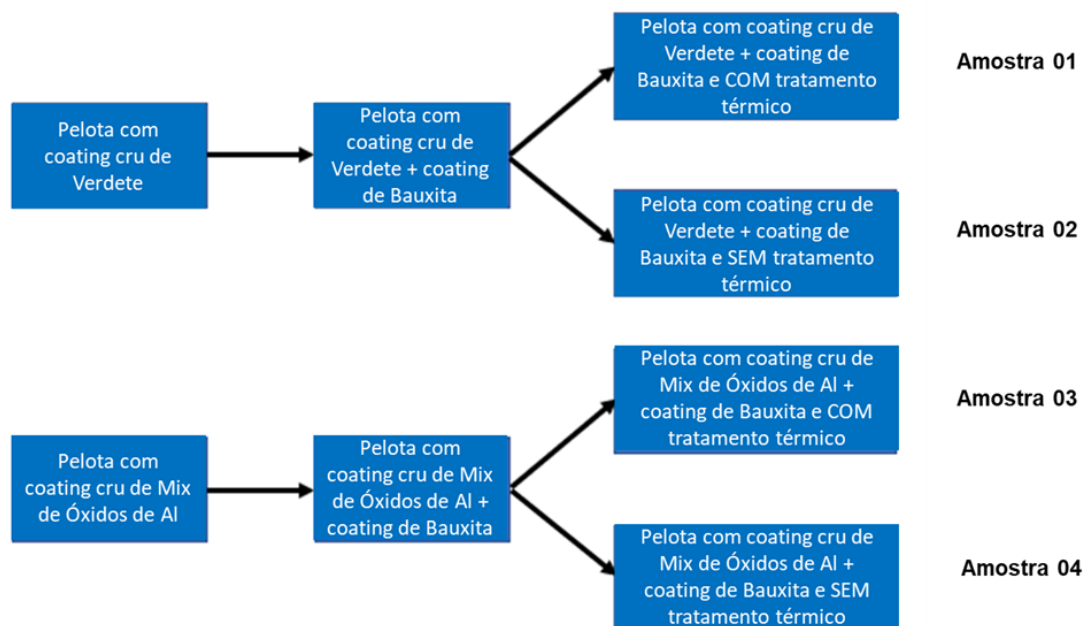 Pelota com
coating cru de
Verdete
Pelota com
coating cru de
Verdete + coating
de Bauxita
Pelota com coating cru de
Verdete + coating de
Bauxita e COM tratamento
térmico
Amostra 01
Pelota com coating cru de
Verdete + coating de
Bauxita e SEM tratamento
térmico
Amostra 02
Pelota com
coating cru de Mix
de Óxidos de Al
Pelota com
coating cru de Mix
de Óxidos de Al +
coating de Bauxita
Pelota com coating cru de
Mix de Óxidos de Al +
coating de Bauxita e COM
tratamento térmico
Amostra 03
Pelota com coating cru de
Mix de Óxidos de Al +
coating de Bauxita e SEM
tratamento térmico
Amostra 04